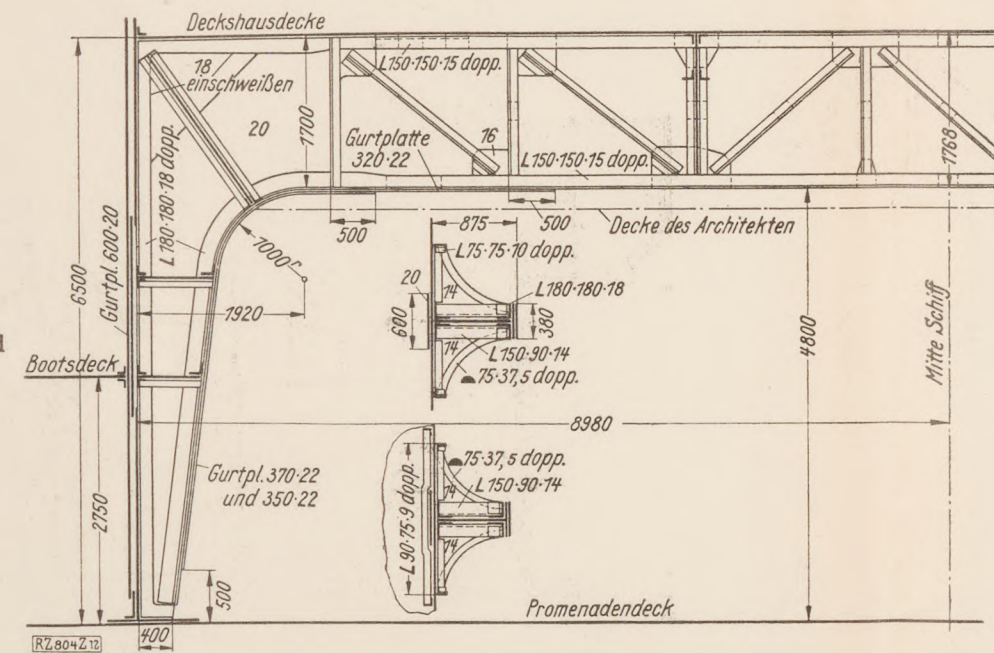 Deckshausdecke
18
einschweißen
L150·150·15 dopp.
20
1700
Gurtplatte
320·22
16
L150·150·15 dopp.
1768
L180·180·18 dopp.
Gurtpl. 600·20
6500
1000 r
500
875
500
Decke des Architekten
L75·75·10 dopp.
20
14
L180·180·18
1920
600
380
L150·90·14
14
75·37,5 dopp.
4800
Mitte Schiff
Bootsdeck
8980
75·37,5 dopp.
L150·90·14
14
L90·75·9 dopp.
14
Gurtpl. 370·22
und 350·22
2750
500
Promenadendeck
400
RZ804Z12